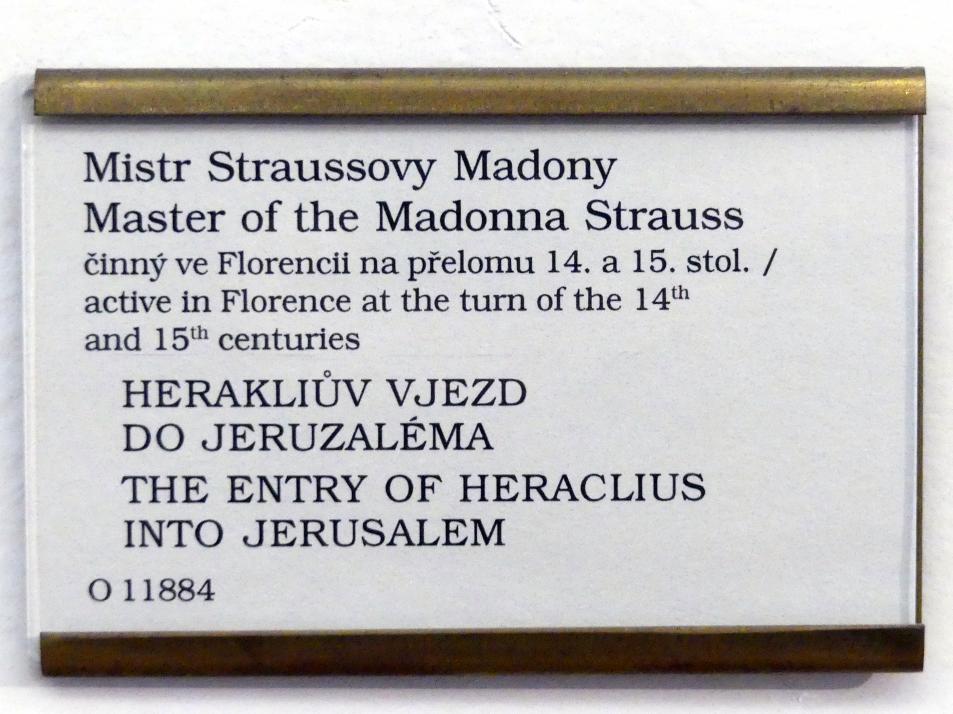 Mistr Straussovy Madony
Master of the Madonna Strauss
činný ve Florencii na přelomu 14. a 15. stol. /
active in Florence at the turn of the 14th
and 15th centuries
HERAKLIŮV VJEZD
DO JERUZALÉMA
THE ENTRY OF HERACLIUS
INTO JERUSALEM
O 11884